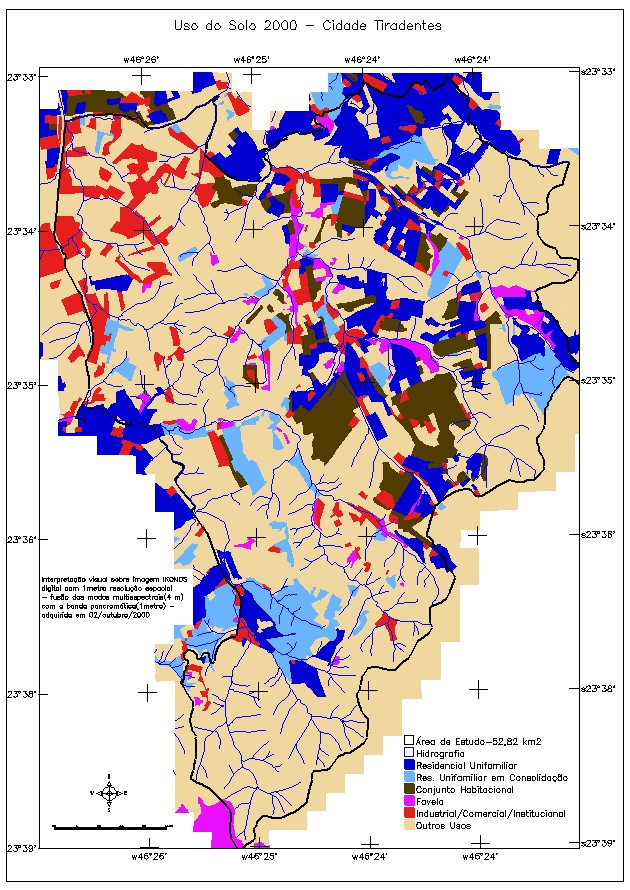 Uso do Solo 2000 - Cidade Tiradentes
w46°26' w46°25' w46°24' w46°24'
23°33' s23°33'
23°34' s23°34'
23°35' s23°35'
23°36' s23°36'
23°38' s23°38'
23°39' s23°39'
Interpretação visual sobre imagem IKONOS
digital com 1metro resolução espacial
- fusão dos modos multiespectrais(4 m)
com a banda pancromática(1metro) -
adquirida em 02/outubro/2000
Área de Estudo-52,82 km2
Hidrografia
Residencial Unifamiliar
Res. Unifamiliar em Consolidação
Conjunto Habitacional
Favela
Industrial/Comercial/Institucional
Outros Usos
N
V E
S
w46°26' w46°25' w46°24' w46°24'